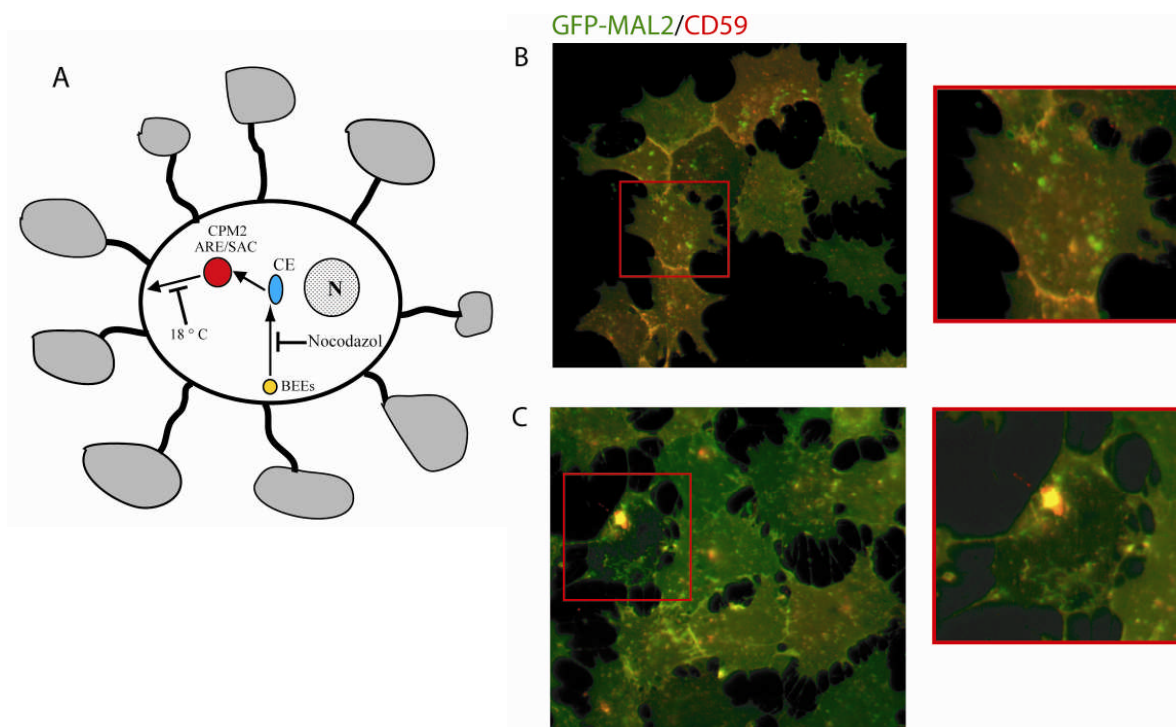 A
CPM2
ARE/SAC
CE
N
18 ° C
Nocodazol
BEEs
GFP-MAL2/CD59
B
C